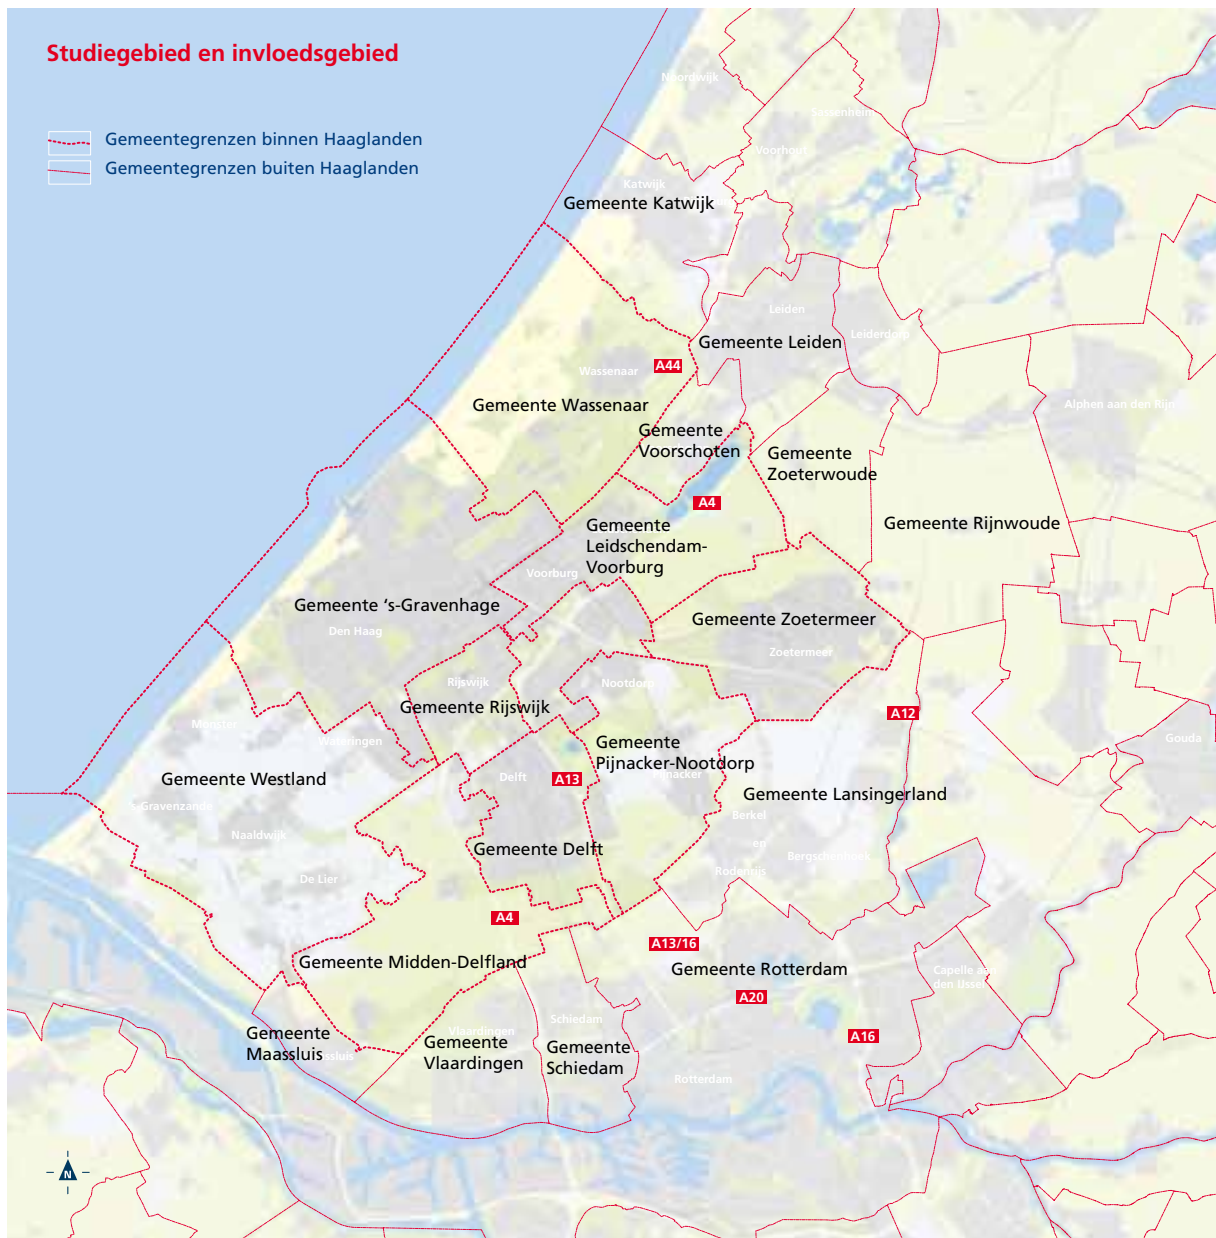 Studiegebied en invloedsgebied
Gemeentegrenzen binnen Haaglanden
Gemeentegrenzen buiten Haaglanden
Noordwijk
Sassenheim
Voorhout
Katwijk
Gemeente Katwijk
Leiden
Leiderdorp
Gemeente Leiden
A44
Wassenaar
Gemeente Wassenaar
Alphen aan den Rijn
Gemeente
Voorschoten
Gemeente
Zoeterwoude
A4
Gemeente Rijnwoude
Gemeente
Leidschendam-
Voorburg
Voorburg
Gemeente ‘s-Gravenhage
Den Haag
Gemeente Zoetermeer
Zoetermeer
Rijswijk
Nootdorp
Gemeente Rijswijk
A12
Monster
Wateringen
Gouda
Gemeente
Pijnacker-Nootdorp
Pijnacker
Gemeente Westland
Delft
A13
Gemeente Lansingerland
's-Gravenzande
Naaldwijk
Berkel
en
Rodenrijs
Bergschenhoek
Gemeente Delft
De Lier
A4
A13/16
Gemeente Midden-Delfland
Gemeente Rotterdam
Capelle aan
den IJssel
A20
Schiedam
Vlaardingen
A16
Gemeente
Maassluis
Gemeente
Vlaardingen
Gemeente
Schiedam
Rotterdam
N